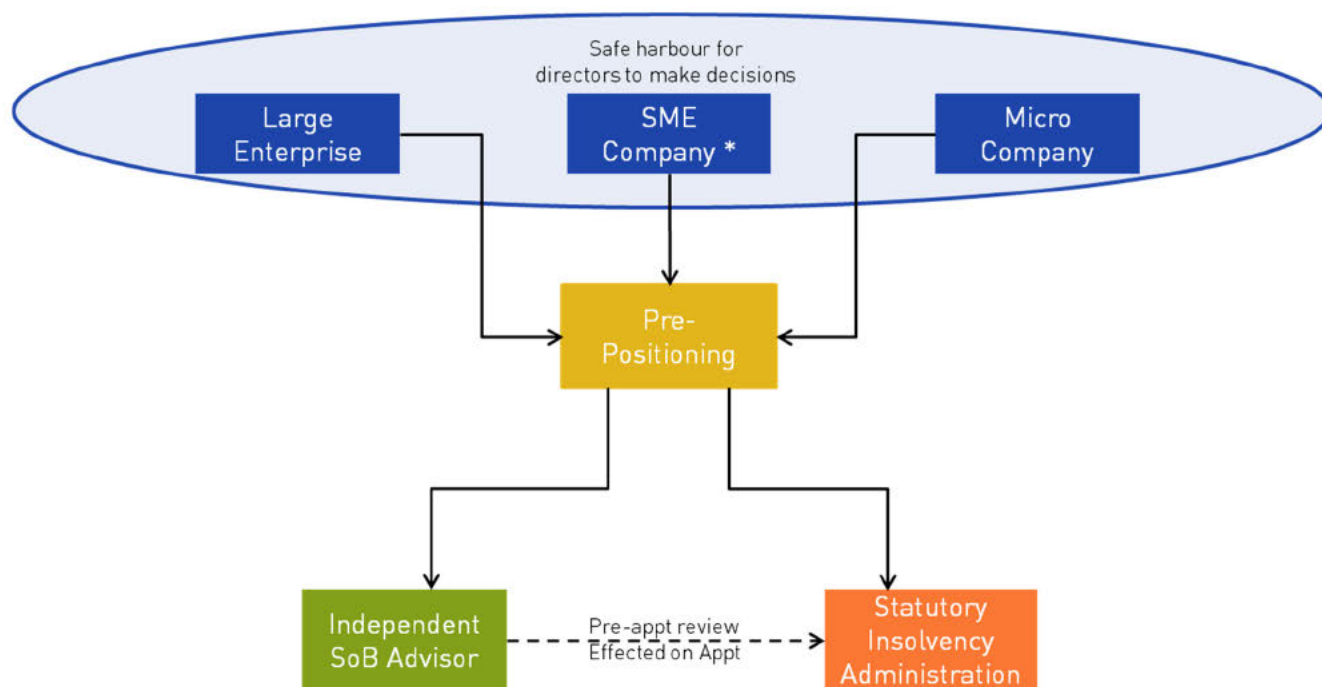 Safe harbour for
directors to make decisions
Large
Enterprise
SME
Company *
Micro
Company
Pre-
Positioning
Independent
SoB Advisor
Pre-appt review
Effected on Appt
Statutory
Insolvency
Administration